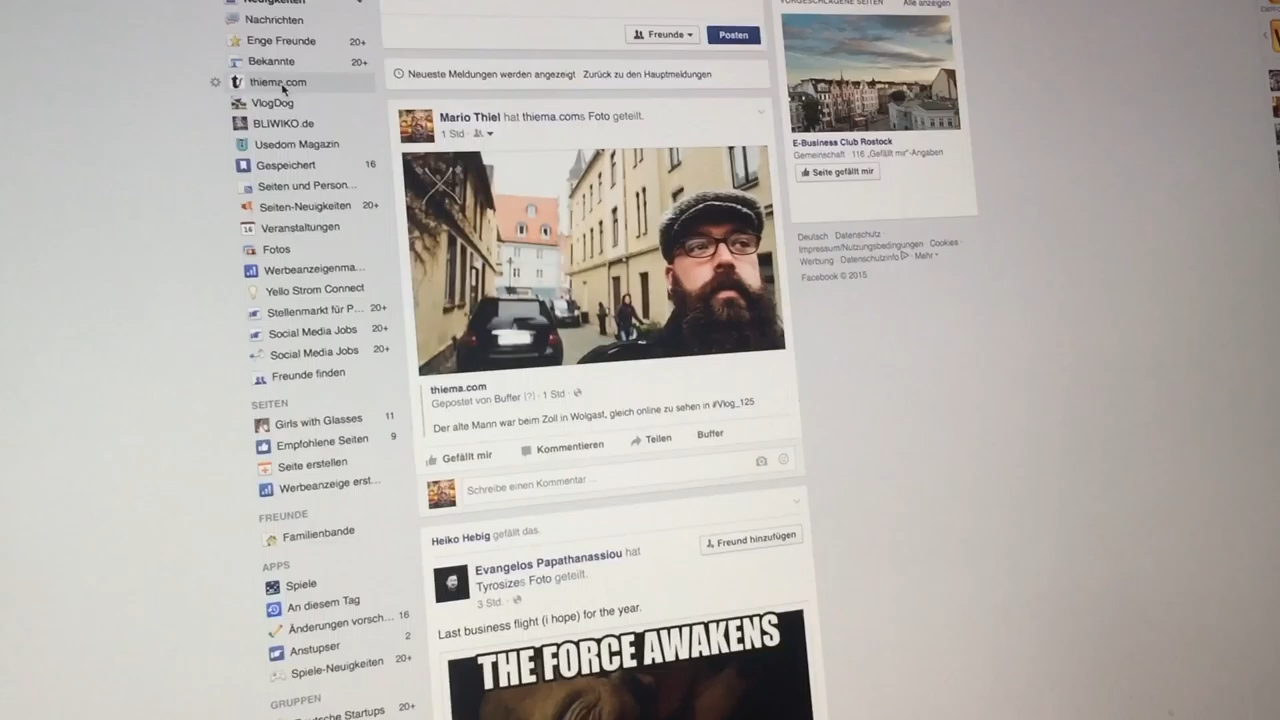 Neuigkeiten
Nachrichten
Enge Freunde 20+
Bekannte 20+
thiema.com
VlogDog
BLIWIKO.de
Usedom Magazin
Gespeichert 16
Seiten und Person...
Seiten-Neuigkeiten 20+
16 Veranstaltungen
Fotos
Werbeanzeigenma...
Yello Strom Connect
Stellenmarkt für P... 20+
Social Media Jobs 20+
Social Media Jobs 20+
Freunde finden
SEITEN
Girls with Glasses 11
Empfohlene Seiten 9
Seite erstellen
Werbeanzeige erst...
FREUNDE
Familienbande
APPS
Spiele
An diesem Tag
Änderungen vorsch... 16
Anstupser 2
Spiele-Neuigkeiten 20+
GRUPPEN
Deutsche Startups 20+
Freunde
Posten
Neueste Meldungen werden angezeigt Zurück zu den Hauptmeldungen
Mario Thiel hat thiema.coms Foto geteilt.
1 Std ·
thiema.com
Gepostet von Buffer [?] · 1 Std ·
Der alte Mann war beim Zoll in Wolgast, gleich online zu sehen in #Vlog_125
Gefällt mir Kommentieren Teilen Buffer
Schreibe einen Kommentar ...
Heiko Hebig gefällt das.
Evangelos Papathanassiou hat
Tyrosizes Foto geteilt.
3 Std. ·
Freund hinzufügen
Last business flight (i hope) for the year.
THE FORCE AWAKENS
VORGESCHLAGENE SEITEN Alle anzeigen
E-Business Club Rostock
Gemeinschaft · 116 „Gefällt mir"-Angaben
Seite gefällt mir
Deutsch · Datenschutz ·
Impressum/Nutzungsbedingungen · Cookies ·
Werbung · Datenschutzinfo · Mehr
Facebook © 2015